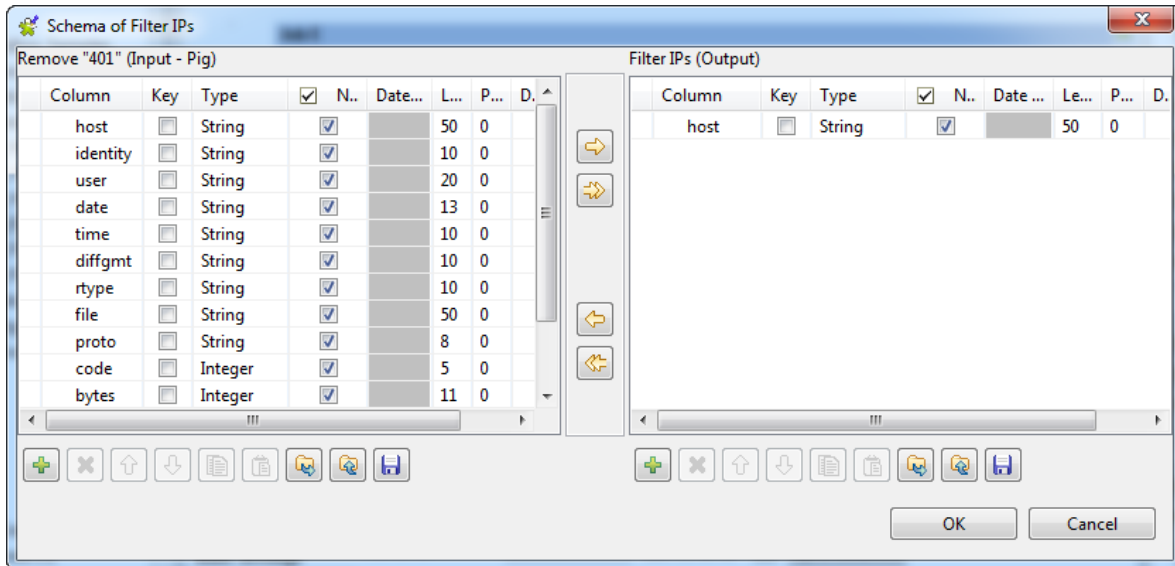 Schema of Filter IPs
Remove "401" (Input - Pig)
Column Key Type N.. Date... L... P... D.
host String 50 0
identity String 10 0
user String 20 0
date String 13 0
time String 10 0
diffgmt String 10 0
rtype String 10 0
file String 50 0
proto String 8 0
code Integer 5 0
bytes Integer 11 0
Filter IPs (Output)
Column Key Type N.. Date ... Le... P... D.
host String 50 0
OK Cancel